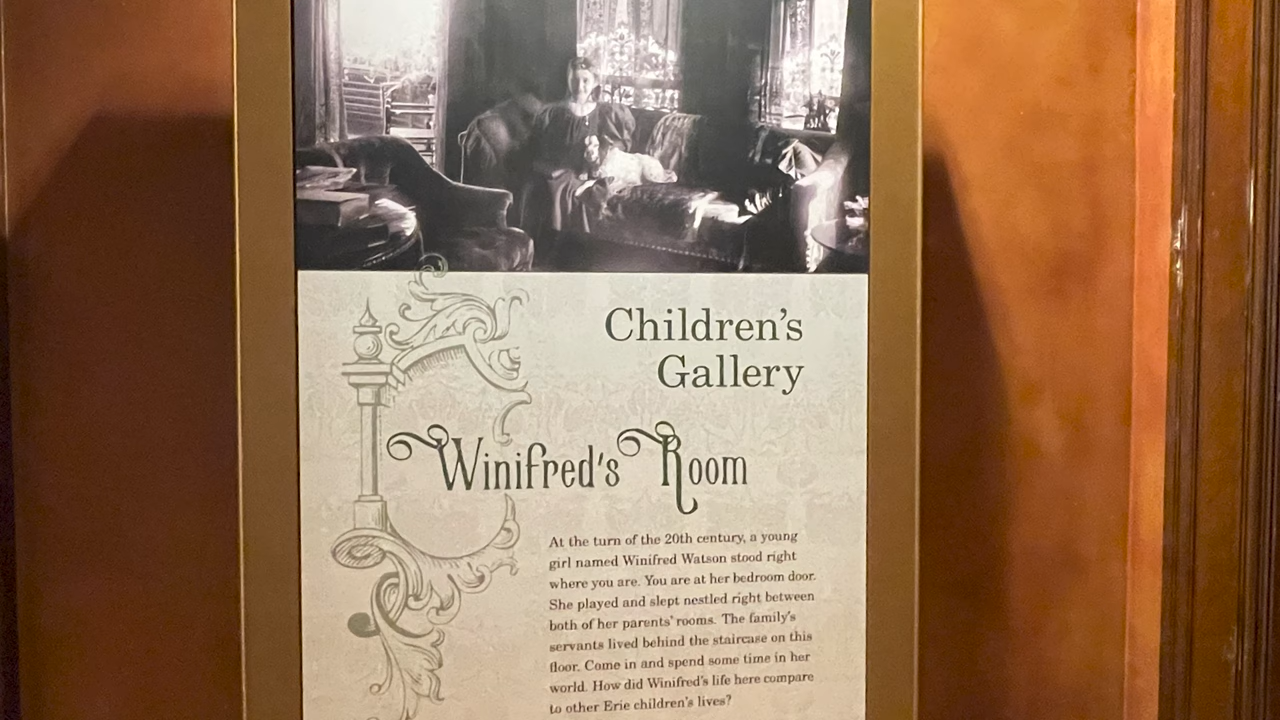 Children's
Gallery
Winifred's Room
At the turn of the 20th century, a young
girl named Winifred Watson stood right
where you are. You are at her bedroom door.
She played and slept nestled right between
both of her parents' rooms. The family's
servants lived behind the staircase on this
floor. Come in and spend some time in her
world. How did Winifred's life here compare
to other Erie children's lives?